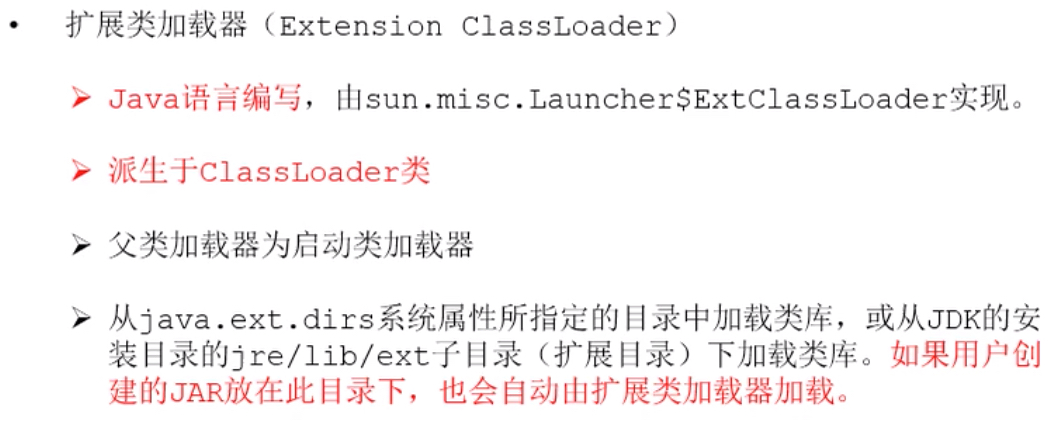 • 扩展类加载器（Extension ClassLoader）
➢ Java语言编写，由sun.misc.Launcher$ExtClassLoader实现。
➢ 派生于ClassLoader类
➢ 父类加载器为启动类加载器
➢ 从java.ext.dirs系统属性所指定的目录中加载类库，或从JDK的安
装目录的jre/lib/ext子目录（扩展目录）下加载类库。如果用户创
建的JAR放在此目录下，也会自动由扩展类加载器加载。